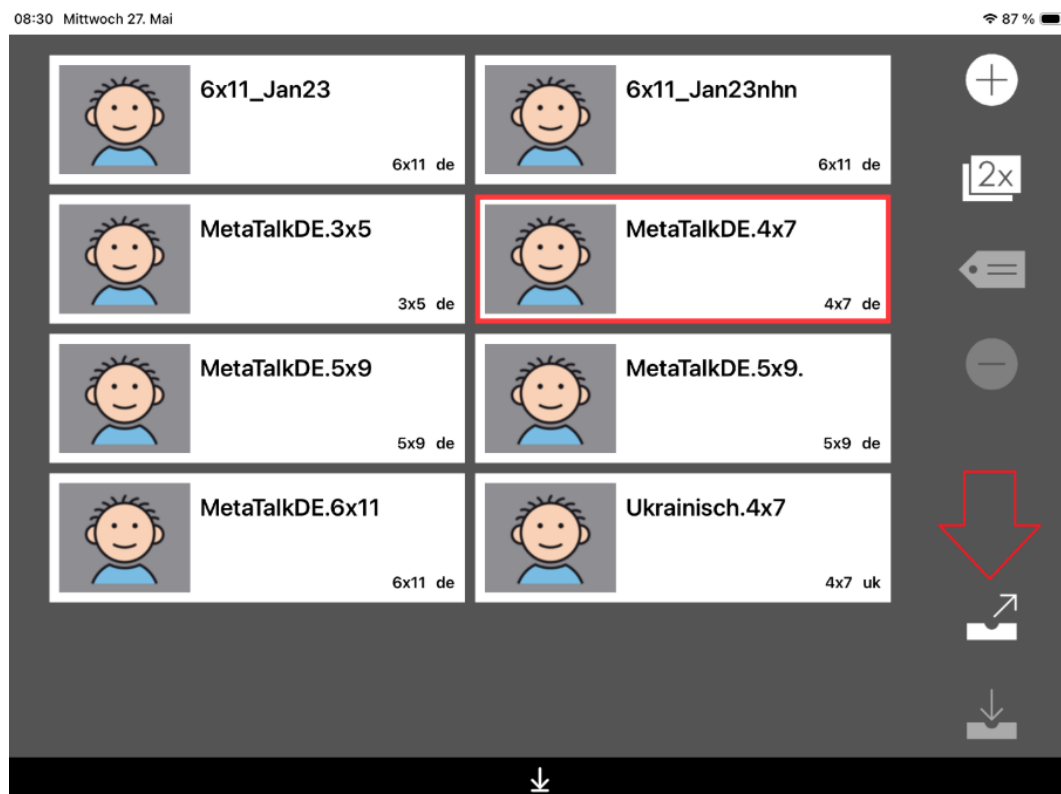 08:30 Mittwoch 27. Mai
87 %
6x11_Jan23
6x11 de
6x11_Jan23nhn
6x11 de
2x
MetaTalkDE.3x5
3x5 de
MetaTalkDE.4x7
4x7 de
MetaTalkDE.5x9
5x9 de
MetaTalkDE.5x9.
5x9 de
MetaTalkDE.6x11
6x11 de
Ukrainisch.4x7
4x7 uk